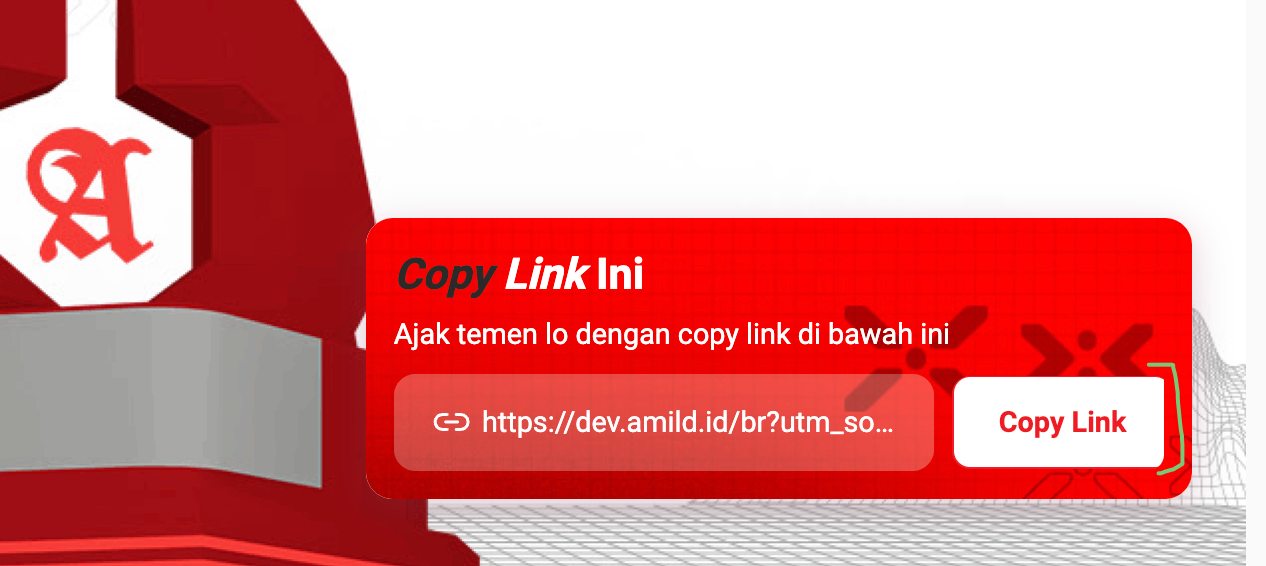 A
Copy Link Ini
Ajak temen lo dengan copy link di bawah ini
https://dev.amild.id/br?utm_so...
Copy Link